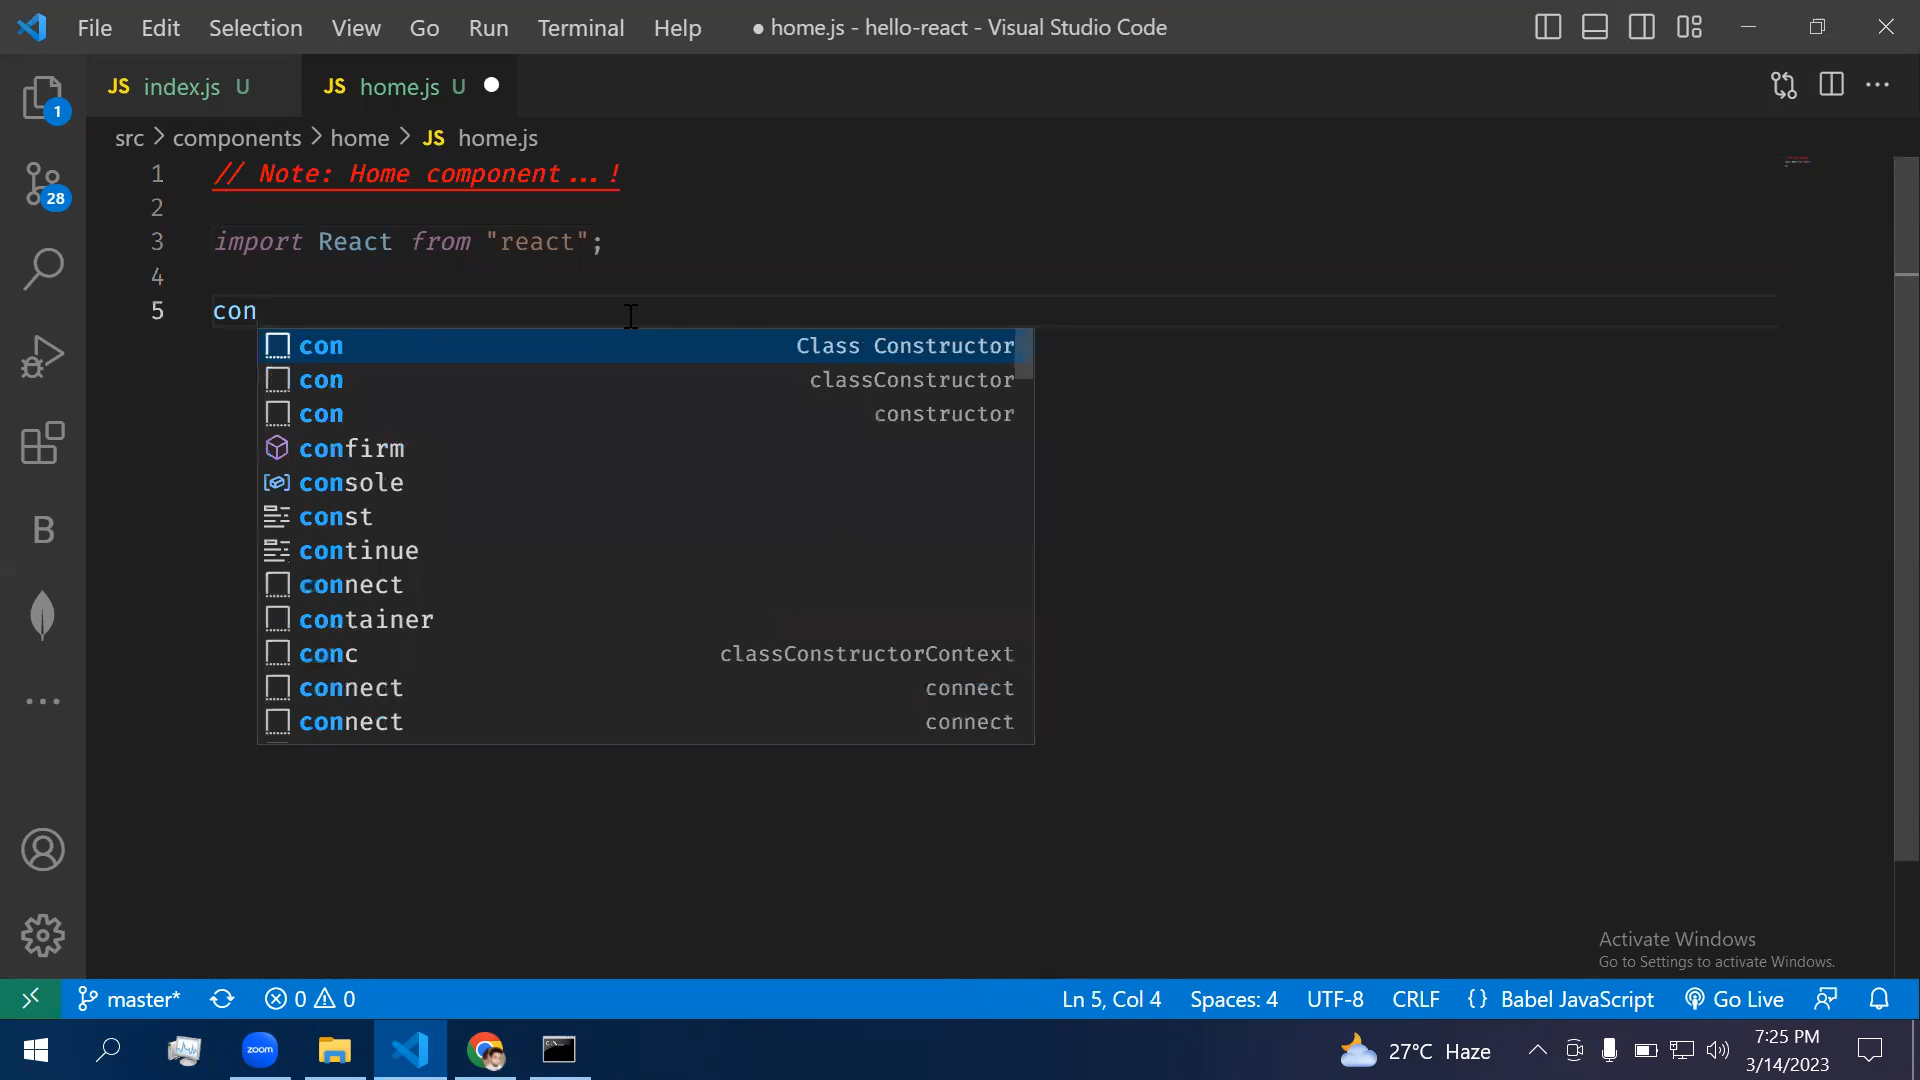 File Edit Selection View Go Run Terminal Help ● home.js - hello-react - Visual Studio Code
JS index.js U JS home.js U
1
src > components > home > JS home.js
1 // Note: Home component...!
28
2
3 import React from "react";
4
5 con
con Class Constructor
con classConstructor
con constructor
confirm
console
const
B
continue
connect
container
conc classConstructorContext
connect connect
connect connect
Activate Windows
Go to Settings to activate Windows.
master* 0 0 Ln 5, Col 4 Spaces: 4 UTF-8 CRLF {} Babel JavaScript Go Live
zoom 27°C Haze 7:25 PM
3/14/2023